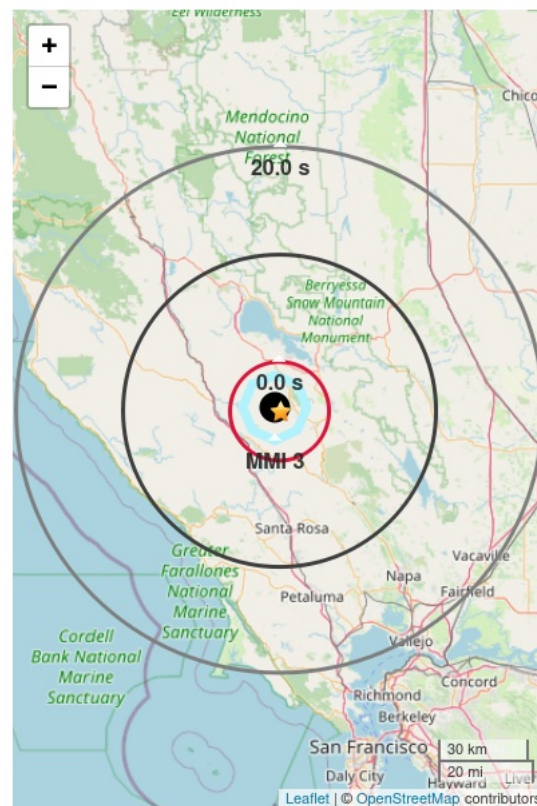 Eel Wilderness
+
−
Chico
Mendocino
National
Forest
20.0 s
Berryessa
Snow Mountain
National
Monument
0.0 s
MMI 3
Santa Rosa
Greater
Farallones
National
Marine
Sanctuary
Vacaville
Napa
Fairfield
Petaluma
Cordell
Bank National
Marine
Sanctuary
Vallejo
Concord
Richmond
Berkeley
San Francisco
30 km
20 mi
Daly City
Hayward
Live
Leaflet | © OpenStreetMap contributors